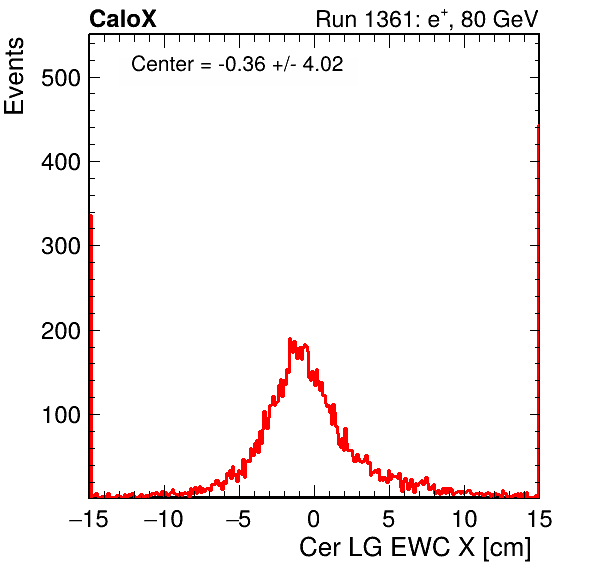 CaloX Run 1361: e⁺, 80 GeV
Center = -0.36 +/- 4.02
Events
500
400
300
200
100
−15 −10 −5 0 5 10 15
Cer LG EWC X [cm]